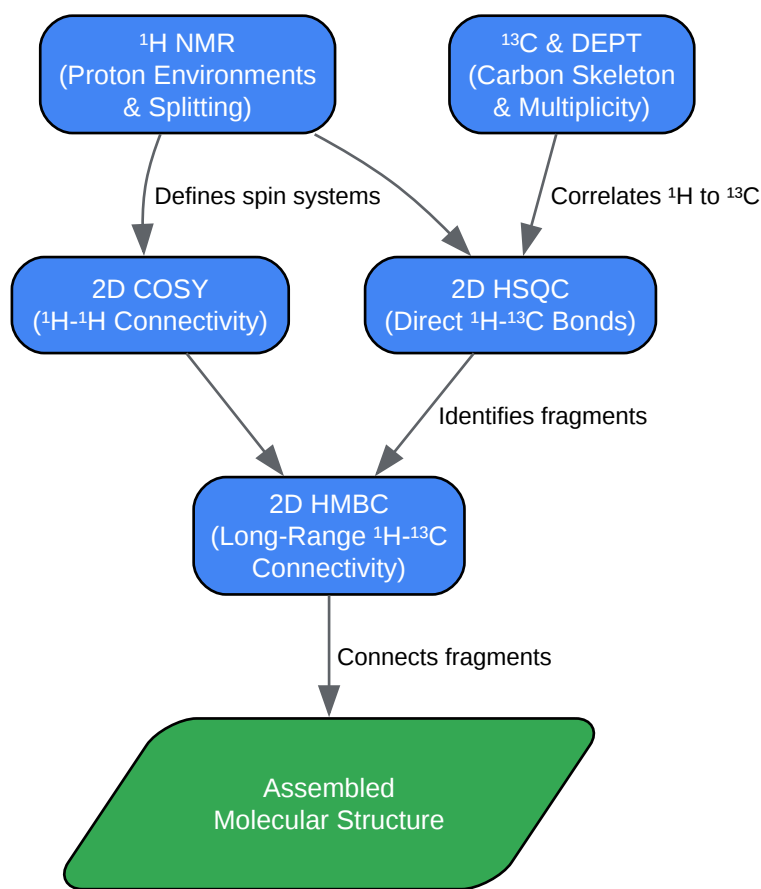 ¹H NMR
(Proton Environments
& Splitting)
¹³C & DEPT
(Carbon Skeleton
& Multiplicity)
Defines spin systems
Correlates ¹H to ¹³C
2D COSY
(¹H-¹H Connectivity)
2D HSQC
(Direct ¹H-¹³C Bonds)
Identifies fragments
2D HMBC
(Long-Range ¹H-¹³C
Connectivity)
Connects fragments
Assembled
Molecular Structure